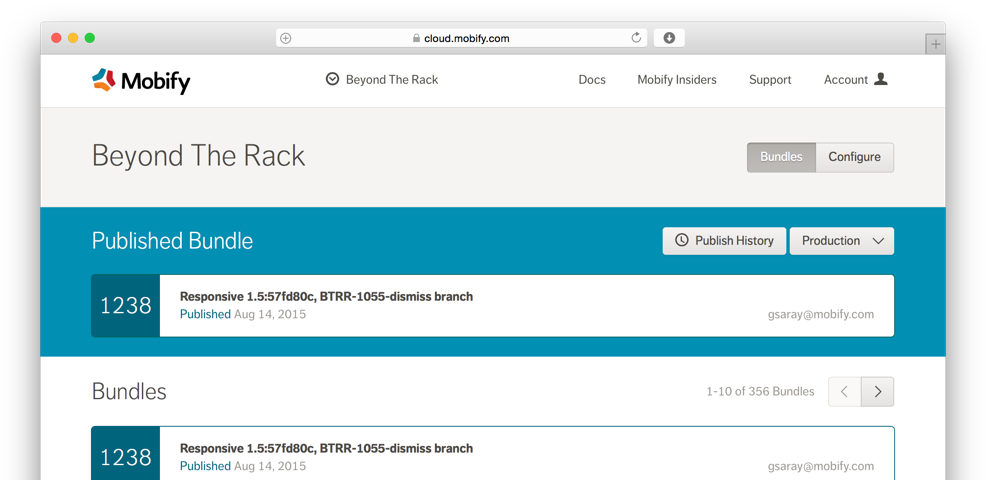 cloud.mobify.com
Mobify
Beyond The Rack
Docs
Mobify Insiders
Support
Account
Beyond The Rack
Bundles
Configure
Published Bundle
Publish History
Production
1238
Responsive 1.5:57fd80c, BTRR-1055-dismiss branch
Published Aug 14, 2015
gsaray@mobify.com
Bundles
1-10 of 356 Bundles
1238
Responsive 1.5:57fd80c, BTRR-1055-dismiss branch
Published Aug 14, 2015
gsaray@mobify.com